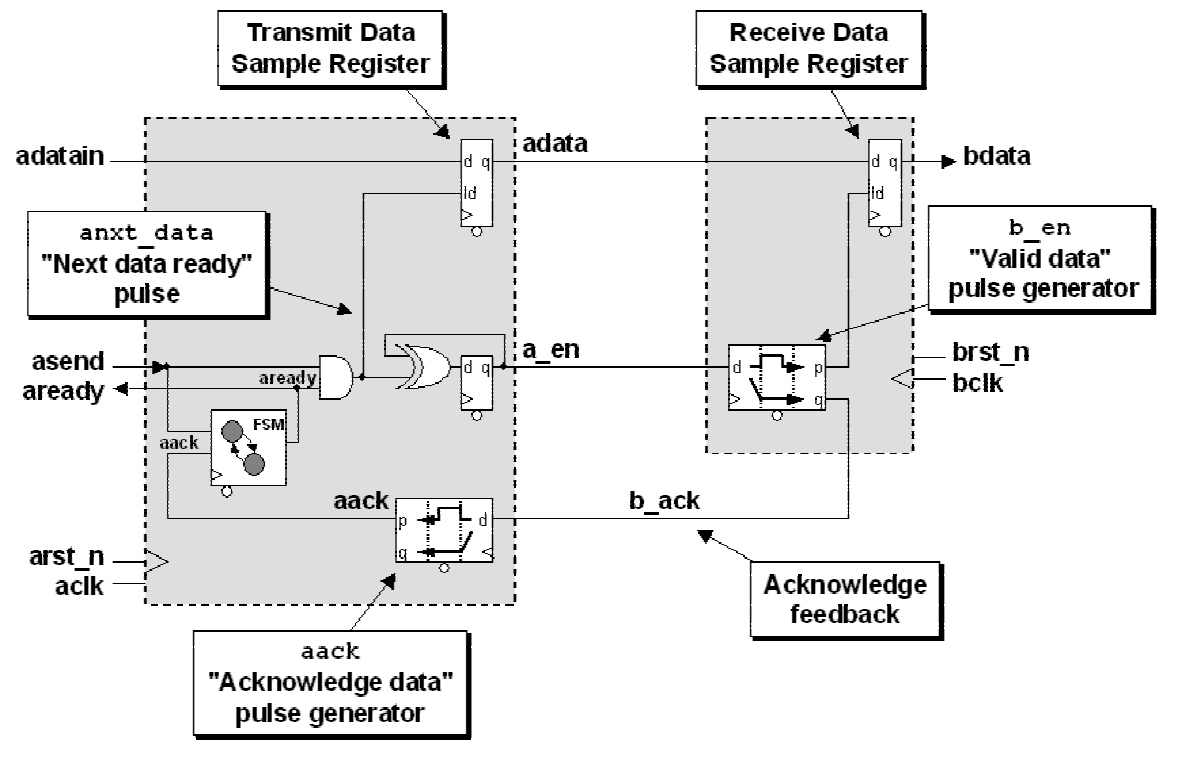 Transmit Data
Sample Register
Receive Data
Sample Register
adatain
d q
ld
adata
d q
ld
bdata
anxt_data
"Next data ready"
pulse
b_en
"Valid data"
pulse generator
asend
aready
aready
d q
a_en
d p
q
brst_n
bclk
FSM
aack
aack
p d
q
b_ack
arst_n
aclk
Acknowledge
feedback
aack
"Acknowledge data"
pulse generator